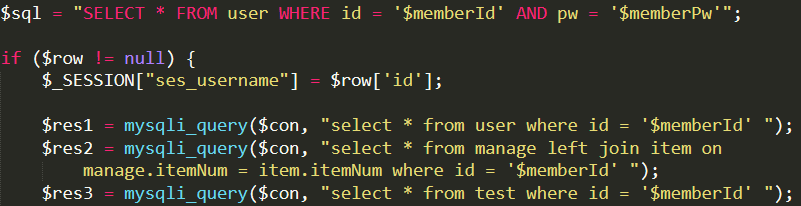 $sql = "SELECT * FROM user WHERE id = '$memberId' AND pw = '$memberPw'";
if ($row != null) {
$_SESSION["ses_username"] = $row['id'];
$res1 = mysqli_query($con, "select * from user where id = '$memberId' ");
$res2 = mysqli_query($con, "select * from manage left join item on
manage.itemNum = item.itemNum where id = '$memberId' ");
$res3 = mysqli_query($con, "select * from test where id = '$memberId' ");